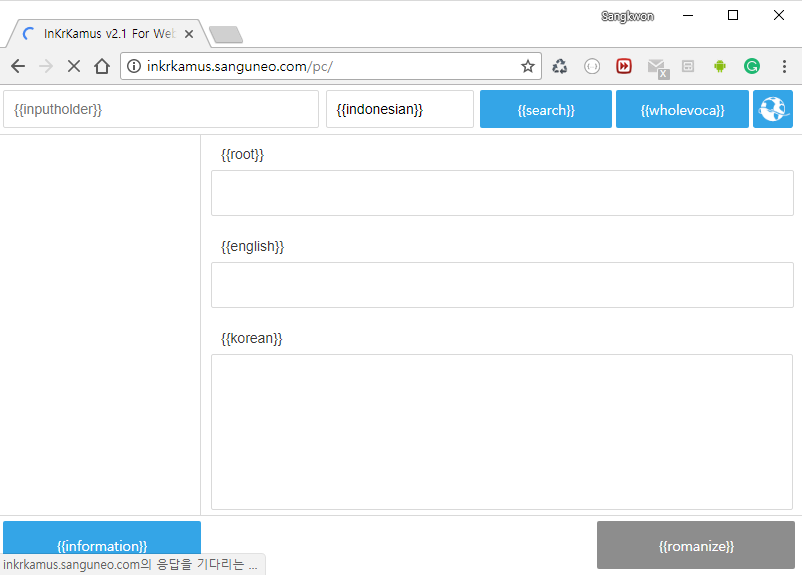 Sangkwon
InKrKamus v2.1 For Web
inkrkamus.sanguneo.com/pc/
{{inputholder}} {{indonesian}} {{search}} {{wholevoca}}
{{root}}
{{english}}
{{korean}}
{{information}} {{romanize}}
inkrkamus.sanguneo.com의 응답을 기다리는 ...